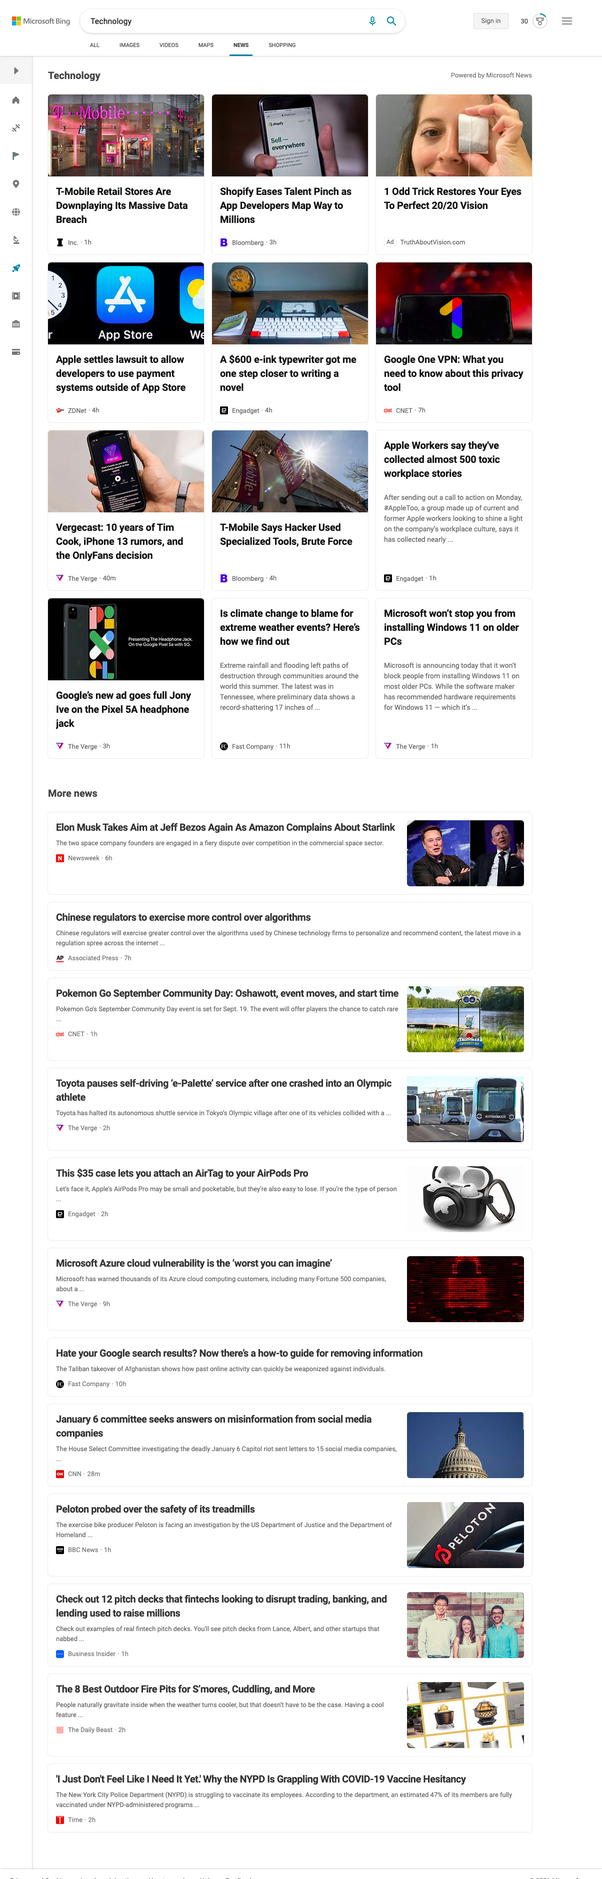 Microsoft Bing
Technology
Sign in
30
ALL
IMAGES
VIDEOS
MAPS
NEWS
SHOPPING
Technology
Powered by Microsoft News
T-Mobile
T-Mobile Retail Stores Are
Downplaying Its Massive Data
Breach
Inc. · 1h
shopify
Sell —
everywhere
Shopify Eases Talent Pinch as
App Developers Map Way to
Millions
Bloomberg · 3h
1 Odd Trick Restores Your Eyes
To Perfect 20/20 Vision
Ad TruthAboutVision.com
App Store
We
Apple settles lawsuit to allow
developers to use payment
systems outside of App Store
ZDNet · 4h
A $600 e-ink typewriter got me
one step closer to writing a
novel
Engadget · 4h
Google One VPN: What you
need to know about this privacy
tool
CNET · 7h
Vergecast: 10 years of Tim
Cook, iPhone 13 rumors, and
the OnlyFans decision
The Verge · 40m
T-Mobile Says Hacker Used
Specialized Tools, Brute Force
Bloomberg · 4h
Apple Workers say they've
collected almost 500 toxic
workplace stories
After sending out a call to action on Monday,
#AppleToo, a group made up of current and
former Apple workers looking to shine a light
on the company's workplace culture, says it
has collected nearly ...
Engadget · 1h
Presenting The Headphone Jack.
On the Google Pixel 5a with 5G.
Google's new ad goes full Jony
Ive on the Pixel 5A headphone
jack
The Verge · 3h
Is climate change to blame for
extreme weather events? Here's
how we find out
Extreme rainfall and flooding left paths of
destruction through communities around the
world this summer. The latest was in
Tennessee, where preliminary data shows a
record-shattering 17 inches of ...
Fast Company · 11h
Microsoft won't stop you from
installing Windows 11 on older
PCs
Microsoft is announcing today that it won't
block people from installing Windows 11 on
most older PCs. While the software maker
has recommended hardware requirements
for Windows 11 — which it's ...
The Verge · 1h
More news
Elon Musk Takes Aim at Jeff Bezos Again As Amazon Complains About Starlink
The two space company founders are engaged in a fiery dispute over competition in the commercial space sector.
Newsweek · 6h
Chinese regulators to exercise more control over algorithms
Chinese regulators will exercise greater control over the algorithms used by Chinese technology firms to personalize and recommend content, the latest move in a
regulation spree across the internet ...
AP Associated Press · 7h
Pokemon Go September Community Day: Oshawott, event moves, and start time
Pokemon Go's September Community Day event is set for Sept. 19. The event will offer players the chance to catch rare
...
CNET · 1h
Toyota pauses self-driving 'e-Palette' service after one crashed into an Olympic
athlete
Toyota has halted its autonomous shuttle service in Tokyo's Olympic village after one of its vehicles collided with a ...
The Verge · 2h
This $35 case lets you attach an AirTag to your AirPods Pro
Let's face it, Apple's AirPods Pro may be small and pocketable, but they're also easy to lose. If you're the type of person
...
Engadget · 2h
Microsoft Azure cloud vulnerability is the 'worst you can imagine'
Microsoft has warned thousands of its Azure cloud computing customers, including many Fortune 500 companies,
about a ...
The Verge · 9h
Hate your Google search results? Now there's a how-to guide for removing information
The Taliban takeover of Afghanistan shows how past online activity can quickly be weaponized against individuals.
Fast Company · 10h
January 6 committee seeks answers on misinformation from social media
companies
The House Select Committee investigating the deadly January 6 Capitol riot sent letters to 15 social media companies,
...
CNN · 28m
Peloton probed over the safety of its treadmills
The exercise bike producer Peloton is facing an investigation by the US Department of Justice and the Department of
Homeland ...
BBC News · 1h
PELOTON
Check out 12 pitch decks that fintechs looking to disrupt trading, banking, and
lending used to raise millions
Check out examples of real fintech pitch decks. You'll see pitch decks from Lance, Albert, and other startups that
nabbed ...
Business Insider · 1h
The 8 Best Outdoor Fire Pits for S'mores, Cuddling, and More
People naturally gravitate inside when the weather turns cooler, but that doesn't have to be the case. Having a cool
feature ...
The Daily Beast · 2h
'I Just Don't Feel Like I Need It Yet.' Why the NYPD Is Grappling With COVID-19 Vaccine Hesitancy
The New York City Police Department (NYPD) is struggling to vaccinate its employees. According to the department, an estimated 47% of its members are fully
vaccinated under NYPD-administered programs ...
Time · 2h